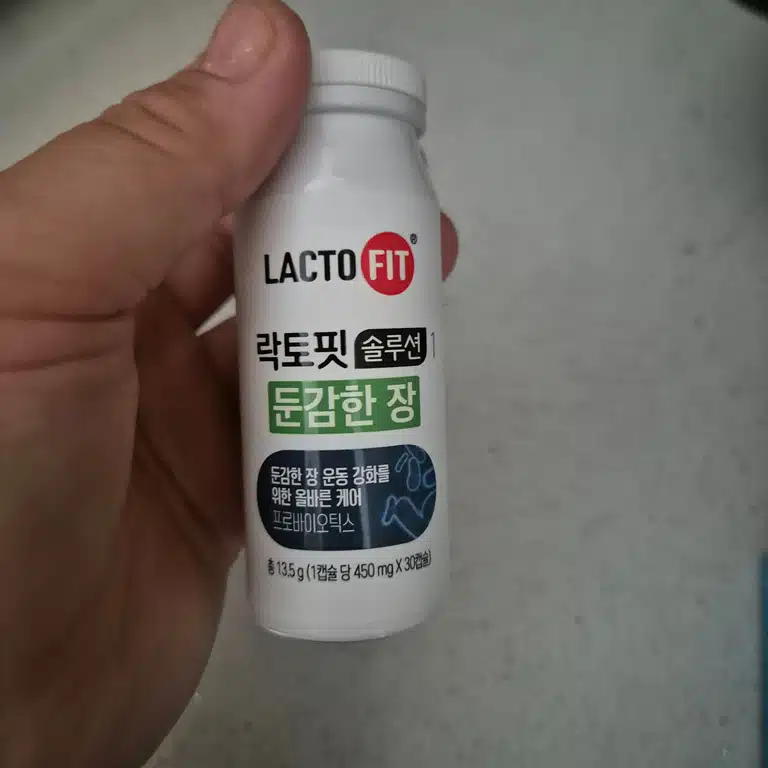 LACTO FIT®
락토핏 솔루션 1
둔감한 장
둔감한 장 운동 강화를
위한 올바른 케어
프로바이오틱스
총 13.5 g (1캡슐 당 450 mg X 30캡슐)